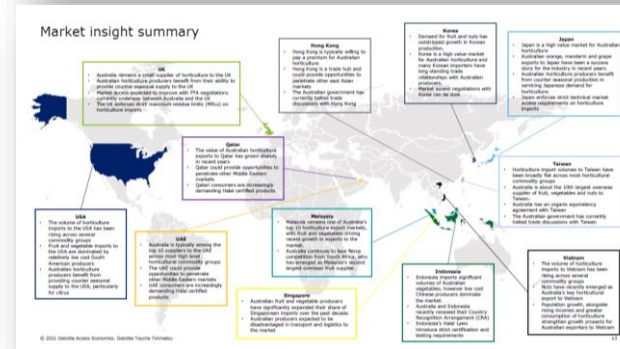 Market insight summary
UK
Australia remains a small supplier of horticulture to the UK
Australian horticulture producers benefit from their ability to
provide counter seasonal supply to the UK
Market access expected to improve with FTA negotiations
currently underway between Australia and the UK
The UK enforces strict maximum residue limits (MRLs) on
horticulture imports
Hong Kong
Hong Kong is typically willing to
pay a premium for Australian
horticulture
Hong Kong is a trade hub and
could provide opportunities to
penetrate other east Asian
markets
The Australian government has
currently halted trade
discussions with Hong Kong
Korea
Demand for fruit and nuts has
outstripped growth in Korean
production.
Korea is a high value market
for Australian horticulture and
many Korean importers have
long standing trade
relationships with Australian
producers.
Market access negotiations with
Korea can be slow
Japan
Japan is a high value market for Australian
horticulture
Australian orange, mandarin and grape
exports to Japan have been a success
story for the industry in recent years.
Australian horticulture producers benefit
from counter seasonal production in
servicing Japanese demand for
horticulture
Japan enforces strict technical market
access requirements on horticulture
imports
Qatar
The value of Australian horticulture
exports to Qatar has grown sharply
in recent years
Qatar could provide opportunities to
penetrate other Middle Eastern
markets
Qatari consumers are increasingly
demanding Halal certified products
Taiwan
Horticulture import volumes to Taiwan have
been broadly flat across most horticultural
commodity groups
Australia is about the 10th largest overseas
supplier of fruit, vegetables and nuts to
Taiwan.
Australia has an organic equivalency
agreement with Taiwan
The Australian government has currently
halted trade discussions with Taiwan
USA
The volume of horticulture
imports to the USA has been
rising across several
commodity groups
Fruit and vegetable imports to
the USA are dominated by
relatively low cost South
American producers
Australian horticulture
producers benefit from
providing counter seasonal
supply to the USA, particularly
for citrus
UAE
Australia is typically among the
top 10 suppliers to the UAE
across most high level
horticultural commodity groups
The UAE could provide
opportunities to penetrate
other Middle Eastern markets
UAE consumers are increasingly
demanding Halal certified
products
Malaysia
Malaysia remains one of Australia's
top 10 horticulture export markets,
with fruit and vegetables driving
recent growth in exports to the
market.
Australia continues to face fierce
competition from South Africa, who
has emerged as Malaysia's second
largest overseas fruit supplier
Singapore
Australian fruit and vegetable producers
have significantly expanded their share of
Singaporean imports over the past decade.
Australian producers expected to be
disadvantaged in transport and logistics to
the market
Indonesia
Indonesia imports significant
volumes of Australian
vegetables, however low cost
Chinese producers dominate
the market.
Australia and Indonesia
recently renewed their Country
Recognition Arrangement (CRA)
Indonesia's Halal Laws
introduce strict certification and
testing requirements
Vietnam
The volumes of horticulture
imports to Vietnam has been
rising across several
commodity groups
Nuts have recently emerged as
Australia's key horticultural
export to Vietnam
Population growth, alongside
rising incomes and greater
consumption of horticulture
strengthen growth prospects for
Australian exporters to Vietnam
© 2021 Deloitte Access Economics. Deloitte Touche Tohmatsu